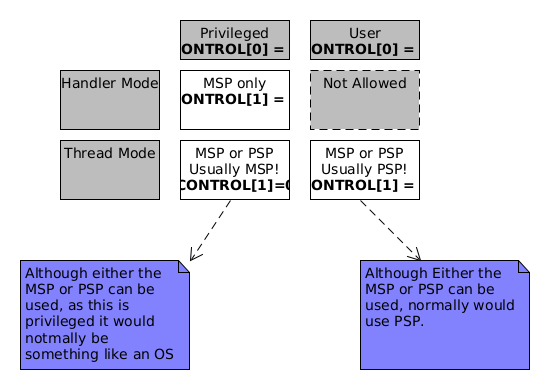 Privileged
ONTROL[0] =
User
ONTROL[0] =
Handler Mode
MSP only
ONTROL[1] =
Not Allowed
Thread Mode
MSP or PSP
Usually MSP!
CONTROL[1]=0
MSP or PSP
Usually PSP!
ONTROL[1] =
Although either the
MSP or PSP can be
used, as this is
privileged it would
notmally be
something like an OS
Although Either the
MSP or PSP can be
used, normally would
use PSP.